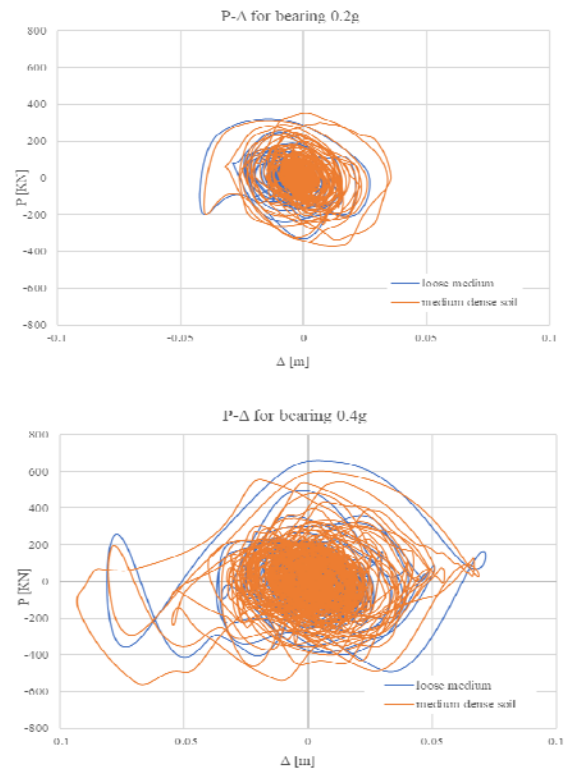 P-Δ for bearing 0.2g
800
600
400
200
0
-200
-400
-600
-800
P [KN]
loose medium
medium dense soil
-0.1
-0.05
0
0.05
0.1
Δ [m]
P-Δ for bearing 0.4g
800
600
400
200
0
-200
-400
-600
-800
P [KN]
loose medium
medium dense soil
0.1
0.05
0
0.05
0.1
Δ [m]